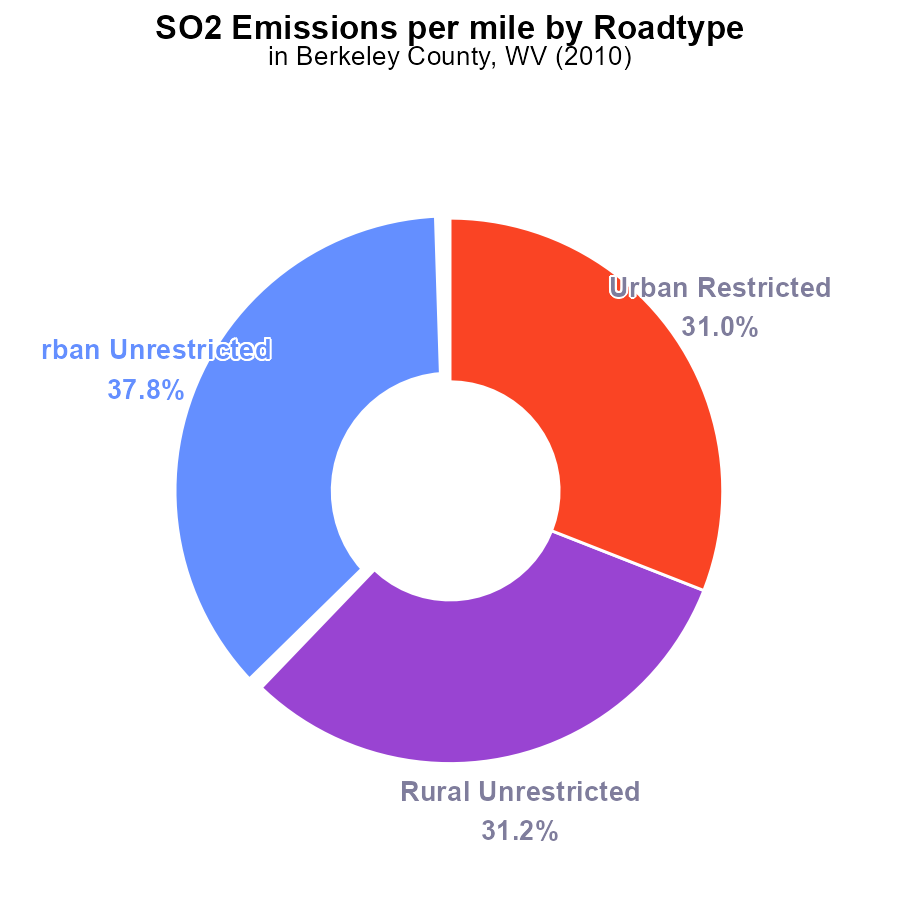 SO2 Emissions per mile by Roadtype
in Berkeley County, WV (2010)
Urban Restricted
31.0%
rban Unrestricted
37.8%
Rural Unrestricted
31.2%